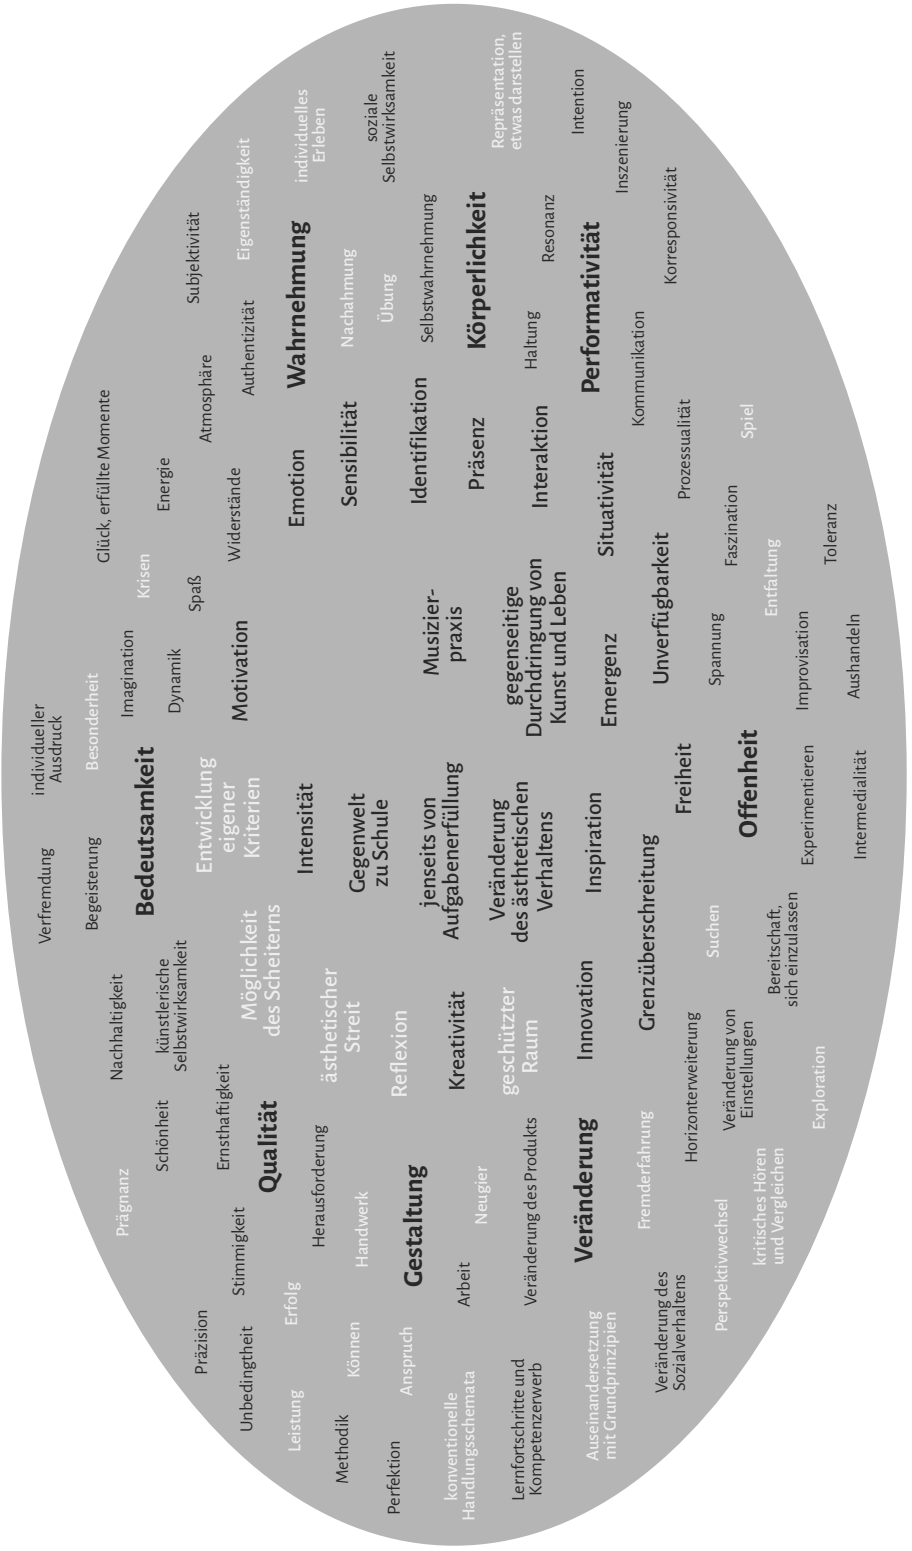 Verfremdung
individueller
Ausdruck
Begeisterung
Besonderheit
Glück, erfüllte Momente
Prägnanz
Nachhaltigkeit
Bedeutsamkeit
Imagination
Krisen
Schönheit
künstlerische
Selbstwirksamkeit
Dynamik
Energie
Präzision
Ernsthaftigkeit
Entwicklung
eigener
Kriterien
Spaß
Atmosphäre
Subjektivität
Unbedingtheit
Stimmigkeit
Qualität
Möglichkeit
des Scheiterns
Motivation
Widerstände
Authentizität
Eigenständigkeit
Leistung
Erfolg
Herausforderung
Intensität
Emotion
Wahrnehmung
individuelles
Erleben
Methodik
Können
Handwerk
ästhetischer
Streit
Gegenwelt
zu Schule
Sensibilität
Nachahmung
Perfektion
Anspruch
Gestaltung
Reflexion
Übung
soziale
Selbstwirksamkeit
jenseits von
Aufgabenerfüllung
Musizier-
praxis
Identifikation
Selbstwahrnehmung
konventionelle
Handlungsschemata
Arbeit
Neugier
Kreativität
Präsenz
Körperlichkeit
Lernfortschritte und
Kompetenzerwerb
Veränderung des Produkts
geschützter
Raum
Veränderung
des ästhtetischen
Verhaltens
gegenseitige
Durchdringung von
Kunst und Leben
Interaktion
Haltung
Resonanz
Repräsentation,
etwas darstellen
Auseinandersetzung
mit Grundprinzipien
Veränderung
Innovation
Inspiration
Emergenz
Situativität
Performativität
Intention
Fremderfahrung
Grenzüberschreitung
Unverfügbarkeit
Kommunikation
Inszenierung
Veränderung des
Sozialverhaltens
Horizonterweiterung
Freiheit
Prozessualität
Korresponsivität
Perspektivwechsel
Veränderung von
Einstellungen
Suchen
Spannung
Faszination
kritisches Hören
und Vergleichen
Offenheit
Spiel
Bereitschaft,
sich einzulassen
Entfaltung
Exploration
Experimentieren
Improvisation
Toleranz
Intermedialität
Aushandeln